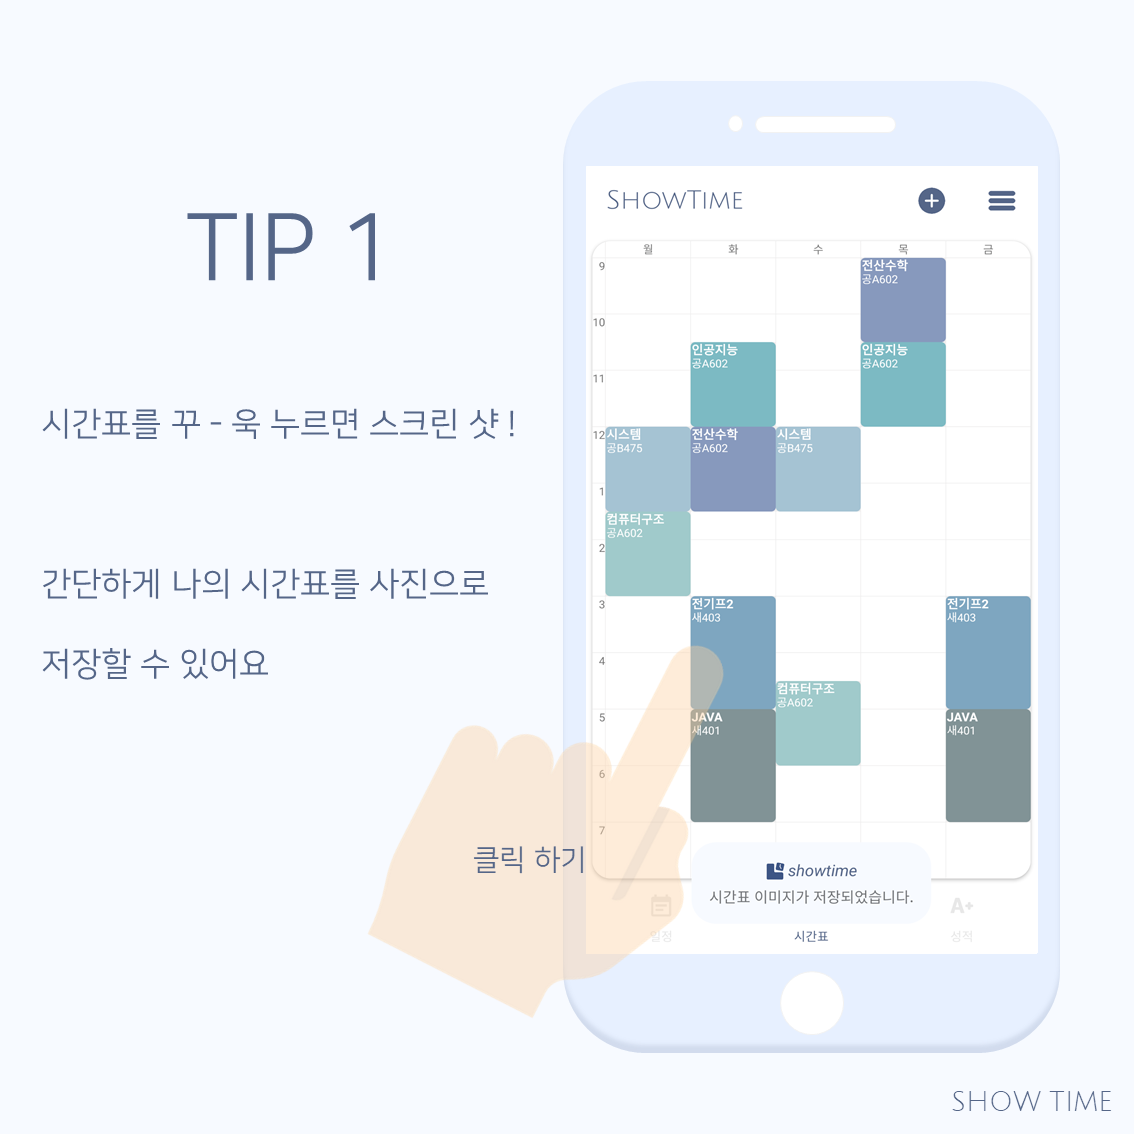 TIP 1
시간표를 꾸 - 욱 누르면 스크린 샷 !
간단하게 나의 시간표를 사진으로
저장할 수 있어요
클릭 하기
SHOWTIME
월 화 수 목 금
9
전산수학
공A602
10
인공지능
공A602
인공지능
공A602
11
12
시스템
공B475
전산수학
공A602
시스템
공B475
1
컴퓨터구조
공A602
2
3
전기프2
새403
전기프2
새403
4
컴퓨터구조
공A602
5
JAVA
새401
JAVA
새401
6
7
showtime
시간표 이미지가 저장되었습니다.
A+
일정 시간표 성적
SHOW TIME